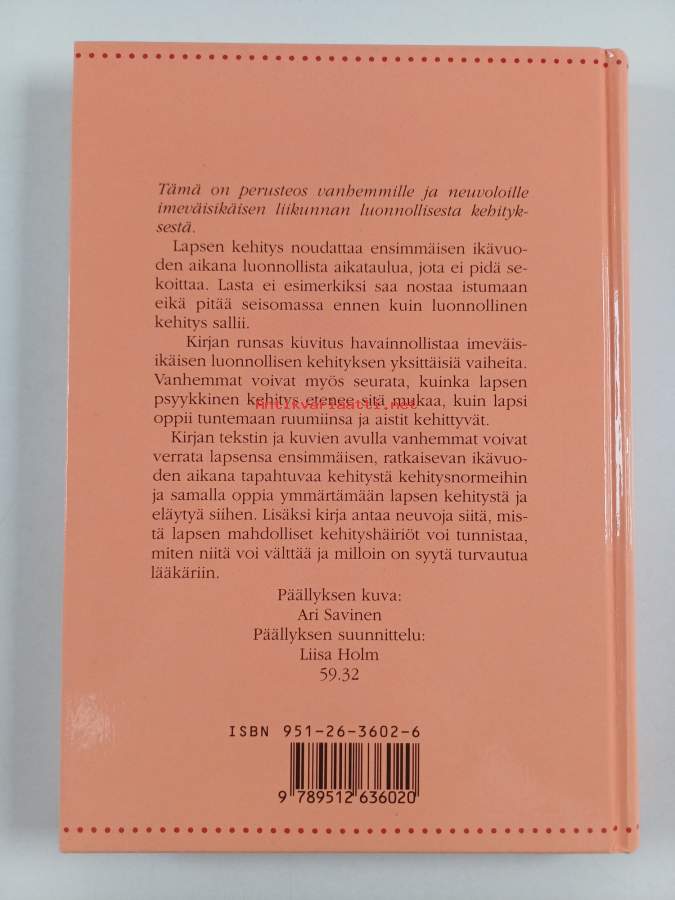 Tämä on perusteos vanhemmille ja neuvoloille
imeväisikäisen liikunnan luonnollisesta kehityk-
sestä.
Lapsen kehitys noudattaa ensimmäisen ikävuo-
den aikana luonnollista aikataulua, jota ei pidä se-
koittaa. Lasta ei esimerkiksi saa nostaa istumaan
eikä pitää seisomassa ennen kuin luonnollinen
kehitys sallii.
Kirjan runsas kuvitus havainnollistaa imeväis-
ikäisen luonnollisen kehityksen yksittäisiä vaiheita.
Vanhemmat voivat myös seurata, kuinka lapsen
psyykkinen kehitys etenee sitä mukaa, kuin lapsi
Antikvariaatti.net
oppii tuntemaan ruumiinsa ja aistit kehittyvät.
Kirjan tekstin ja kuvien avulla vanhemmat voivat
verrata lapsensa ensimmäisen, ratkaisevan ikävuo-
den aikana tapahtuvaa kehitystä kehitysnormeihin
ja samalla oppia ymmärtämään lapsen kehitystä ja
eläytyä siihen. Lisäksi kirja antaa neuvoja siitä, mis-
tä lapsen mahdolliset kehityshäiriöt voi tunnistaa,
miten niitä voi välttää ja milloin on syytä turvautua
lääkäriin.
Päällyksen kuva:
Ari Savinen
Päällyksen suunnittelu:
Liisa Holm
59.32
ISBN 951-26-3602-6
9 789512 636020